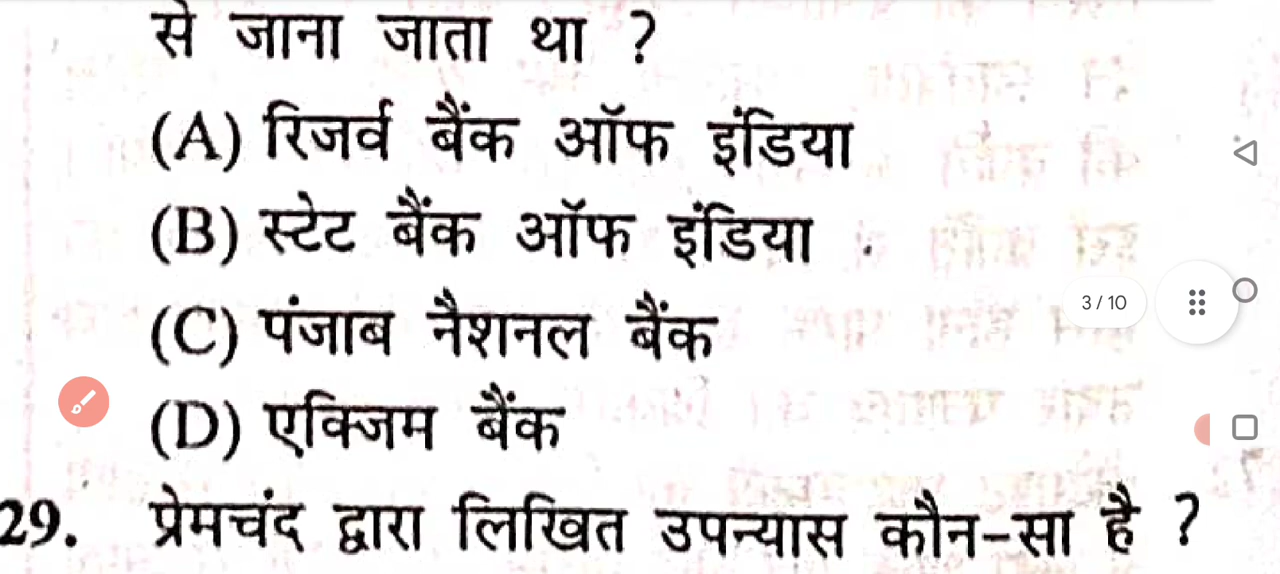 से जाना जाता था ?
(A) रिजर्व बैंक ऑफ इंडिया
(B) स्टेट बैंक ऑफ इंडिया
(C) पंजाब नैशनल बैंक
3 / 10
(D) एक्जिम बैंक
29. प्रेमचंद द्वारा लिखित उपन्यास कौन-सा है ?